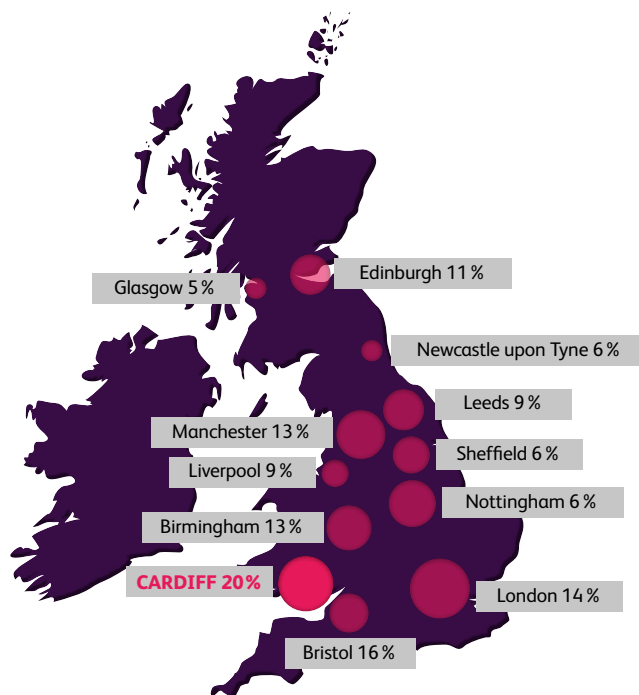 Edinburgh 11 %
Glasgow 5 %
Newcastle upon Tyne 6 %
Leeds 9 %
Manchester 13 %
Sheffield 6 %
Liverpool 9 %
Nottingham 6 %
Birmingham 13 %
CARDIFF 20 %
London 14 %
Bristol 16 %